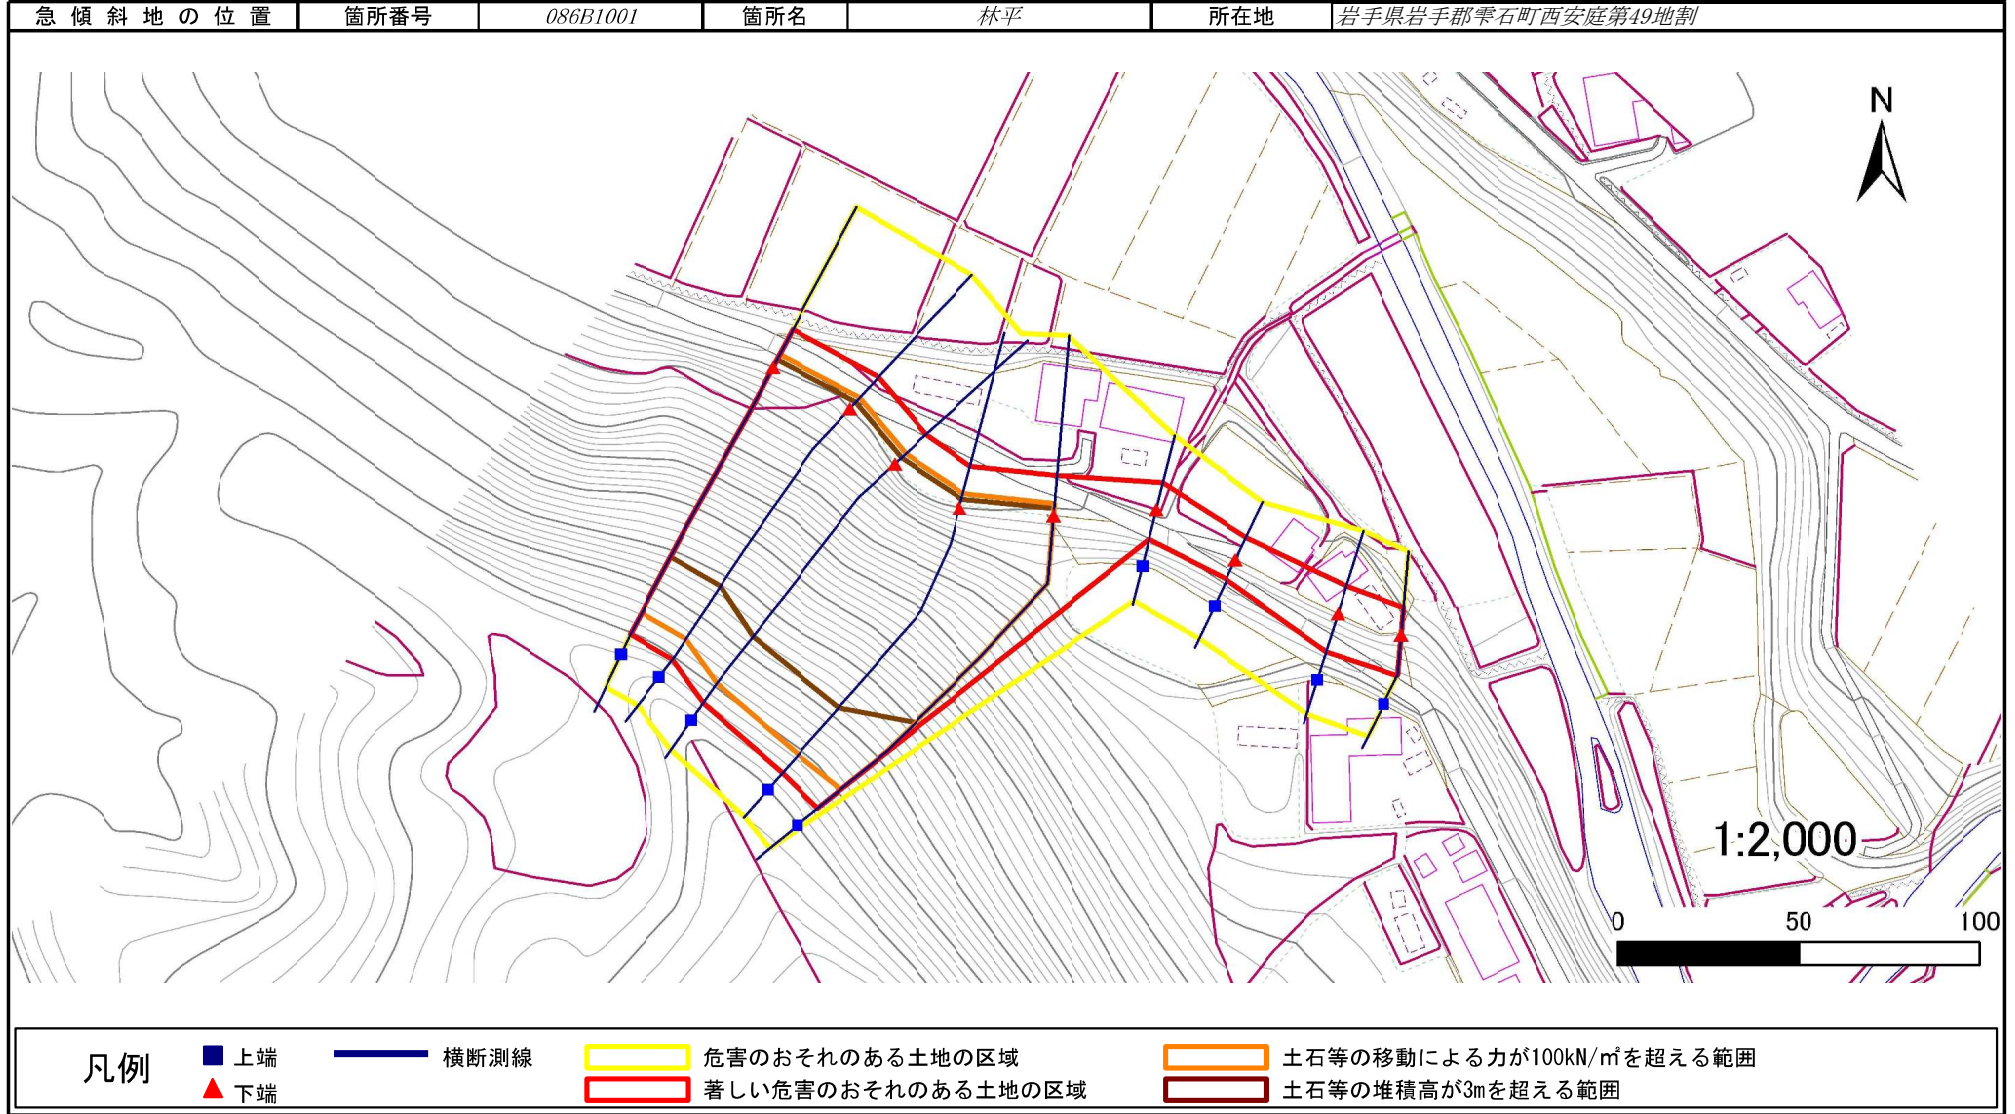 急傾斜地の位置 箇所番号 086B1001 箇所名 林平 所在地 岩手県岩手郡雫石町西安庭第49地割
N
1:2,000
0 50 100
凡例
上端 横断測線 危害のおそれのある土地の区域 土石等の移動による力が100kN/㎡を超える範囲
下端 著しい危害のおそれのある土地の区域 土石等の堆積高が3mを超える範囲